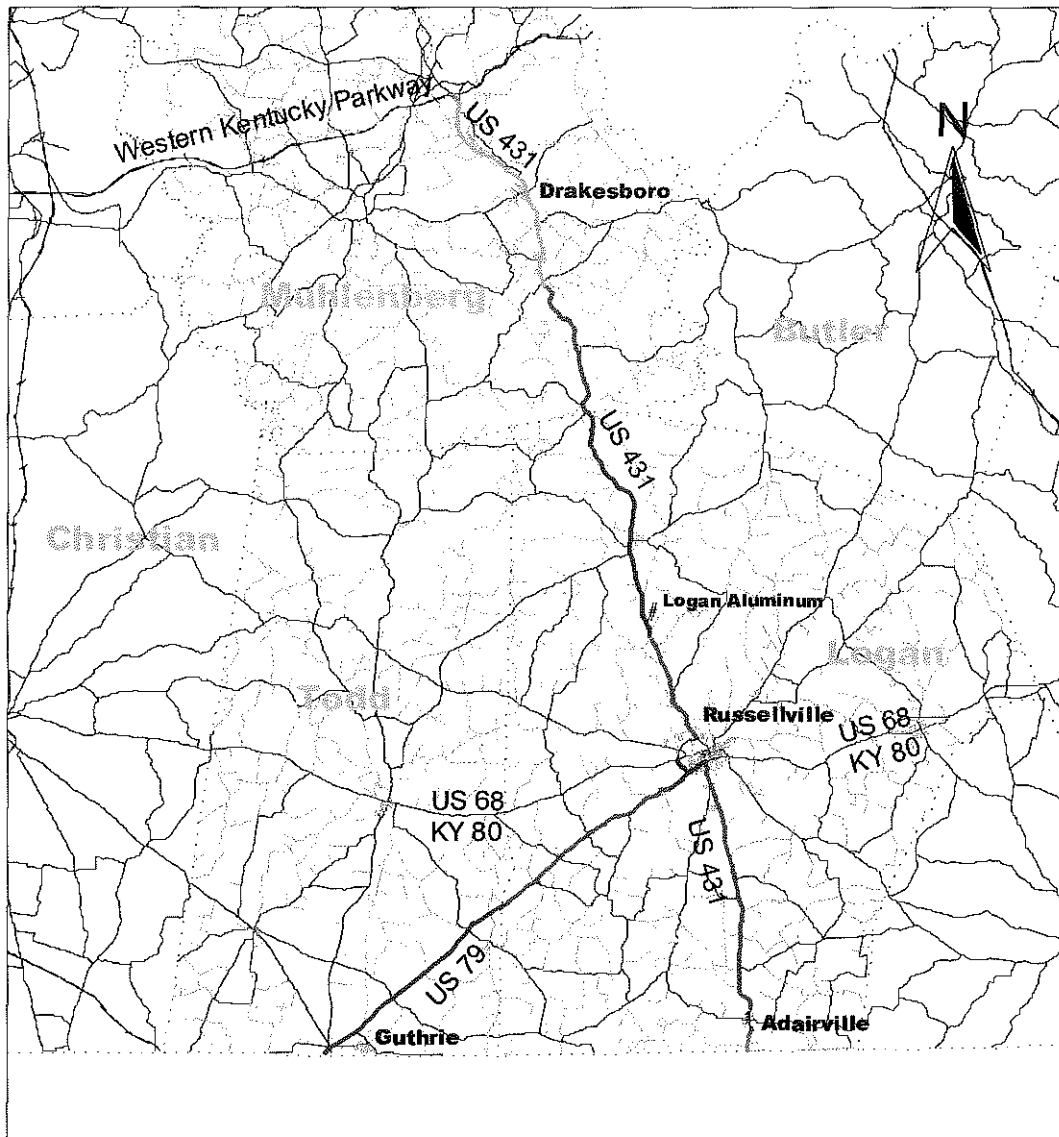 Western Kentucky Parkway
US 431
N
Drakesboro
Muhlenberg
Butler
US 431
Christian
Logan Aluminum
Logan
Todd
Russellville
US 68
KY 80
US 68
KY 80
US 431
US 79
Adairville
Guthrie